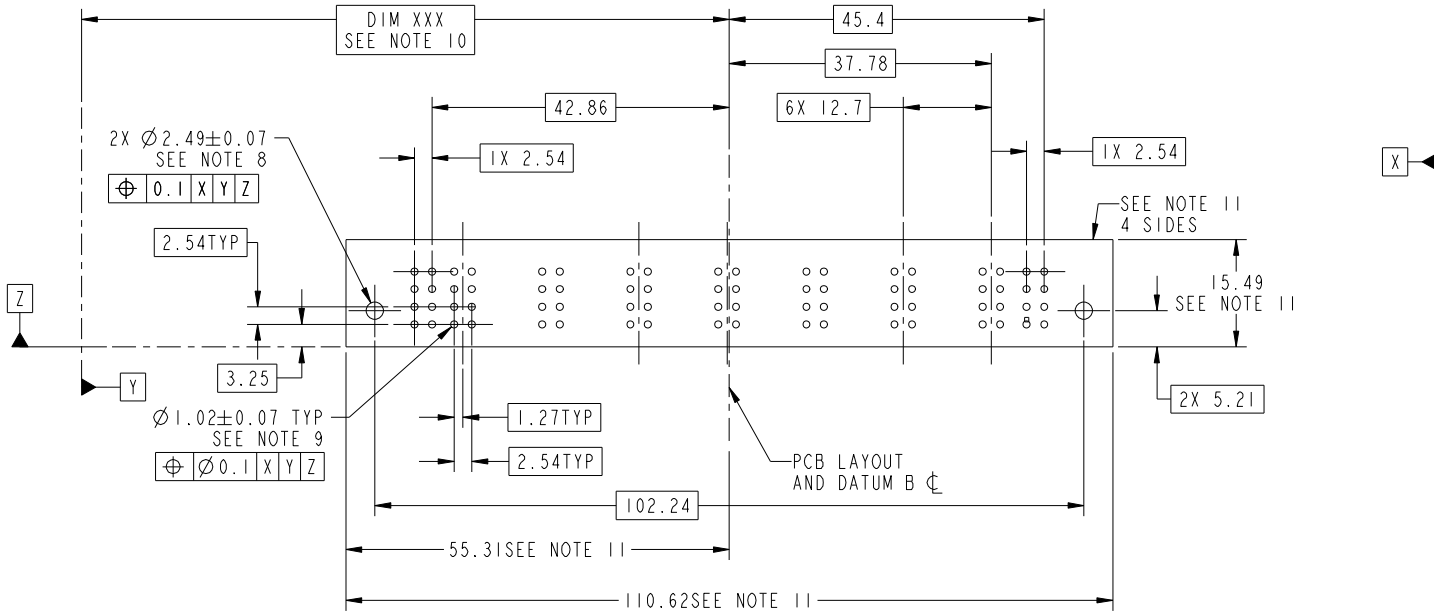 DIM XXX
SEE NOTE 10
45.4
37.78
42.86
6X 12.7
2X Ø2.49±0.07
SEE NOTE 8
⌖ 0.1 X Y Z
1X 2.54
1X 2.54
X
SEE NOTE 11
4 SIDES
2.54TYP
15.49
SEE NOTE 11
Z
3.25
Y
2X 5.21
Ø1.02±0.07 TYP
SEE NOTE 9
⌖ Ø0.1 X Y Z
1.27TYP
2.54TYP
PCB LAYOUT
AND DATUM B ℄
102.24
55.31SEE NOTE 11
110.62SEE NOTE 11